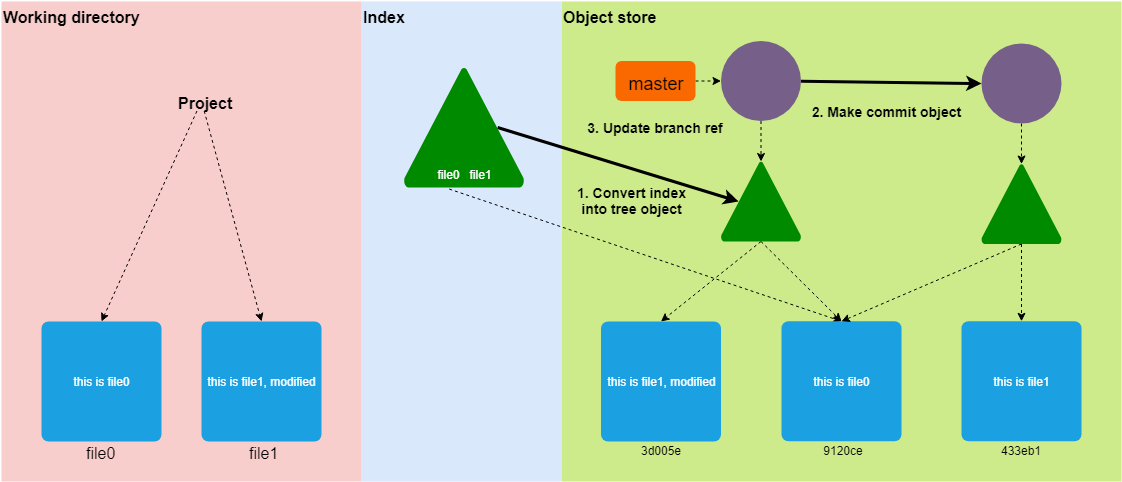 Working directory
Index
Object store
Project
master
3. Update branch ref
2. Make commit object
file0 file1
1. Convert index
into tree object
this is file0
this is file1, modified
this is file1, modified
this is file0
this is file1
file0
file1
3d005e
9120ce
433eb1